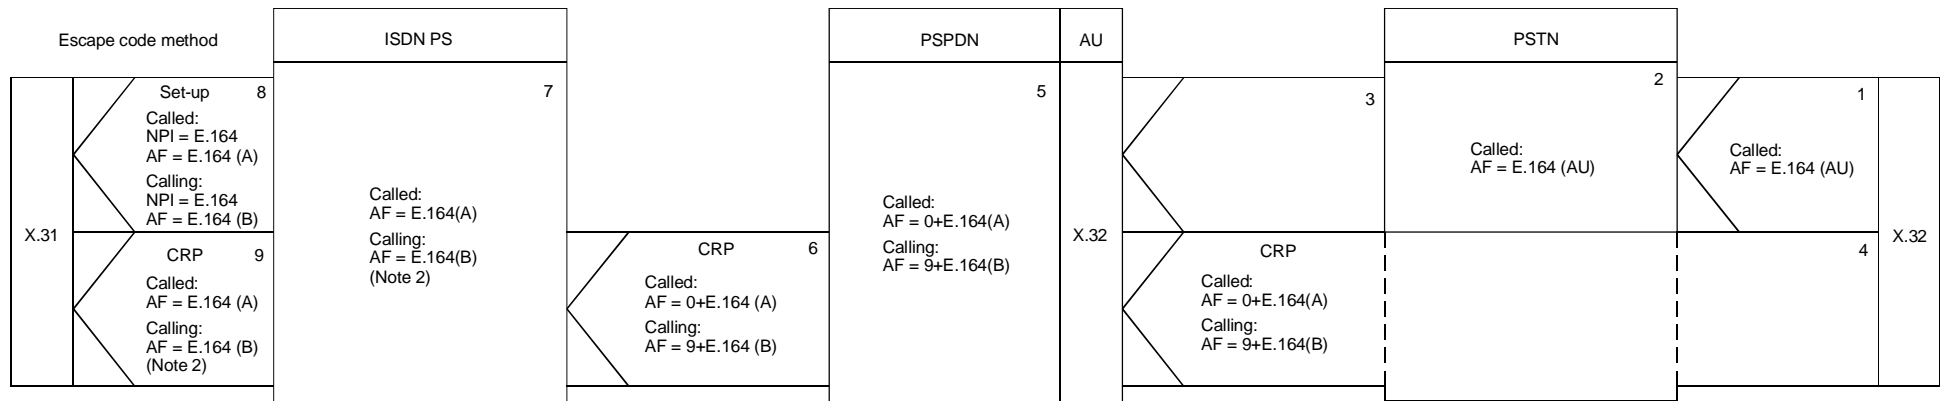 Escape code method
ISDN PS
PSPDN
AU
PSTN
X.31
Set-up 8
Called:
NPI = E.164
AF = E.164 (A)
Calling:
NPI = E.164
AF = E.164 (B)
CRP 9
Called:
AF = E.164 (A)
Calling:
AF = E.164 (B)
(Note 2)
7
Called:
AF = E.164(A)
Calling:
AF = E.164(B)
(Note 2)
CRP 6
Called:
AF = 0+E.164 (A)
Calling:
AF = 9+E.164 (B)
5
Called:
AF = 0+E.164(A)
Calling:
AF = 9+E.164(B)
X.32
3
CRP
Called:
AF = 0+E.164(A)
Calling:
AF = 9+E.164(B)
2
Called:
AF = E.164 (AU)
1
Called:
AF = E.164 (AU)
4
X.32